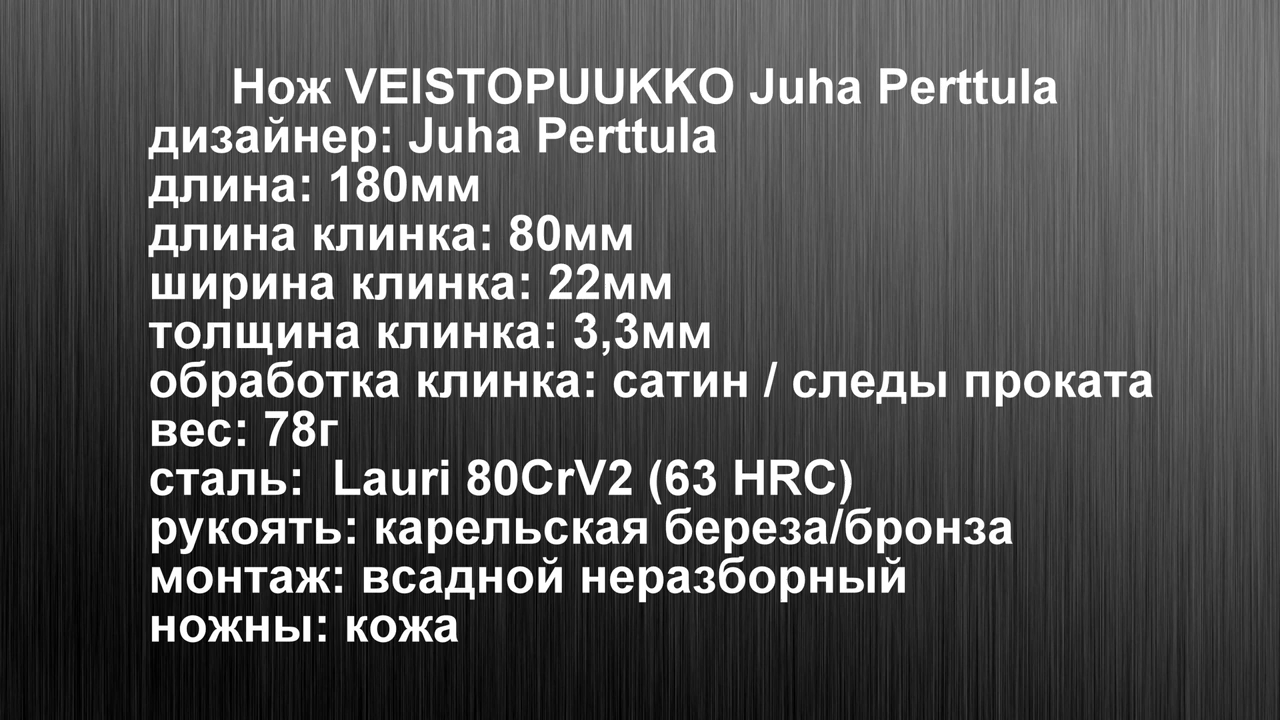 Нож VEISTOPUUKKO Juha Perttula
дизайнер: Juha Perttula
длина: 180мм
длина клинка: 80мм
ширина клинка: 22мм
толщина клинка: 3,3мм
обработка клинка: сатин / следы проката
вес: 78г
сталь:  Lauri 80CrV2 (63 HRC)
рукоять: карельская береза/бронза
монтаж: всадной неразборный
ножны: кожа